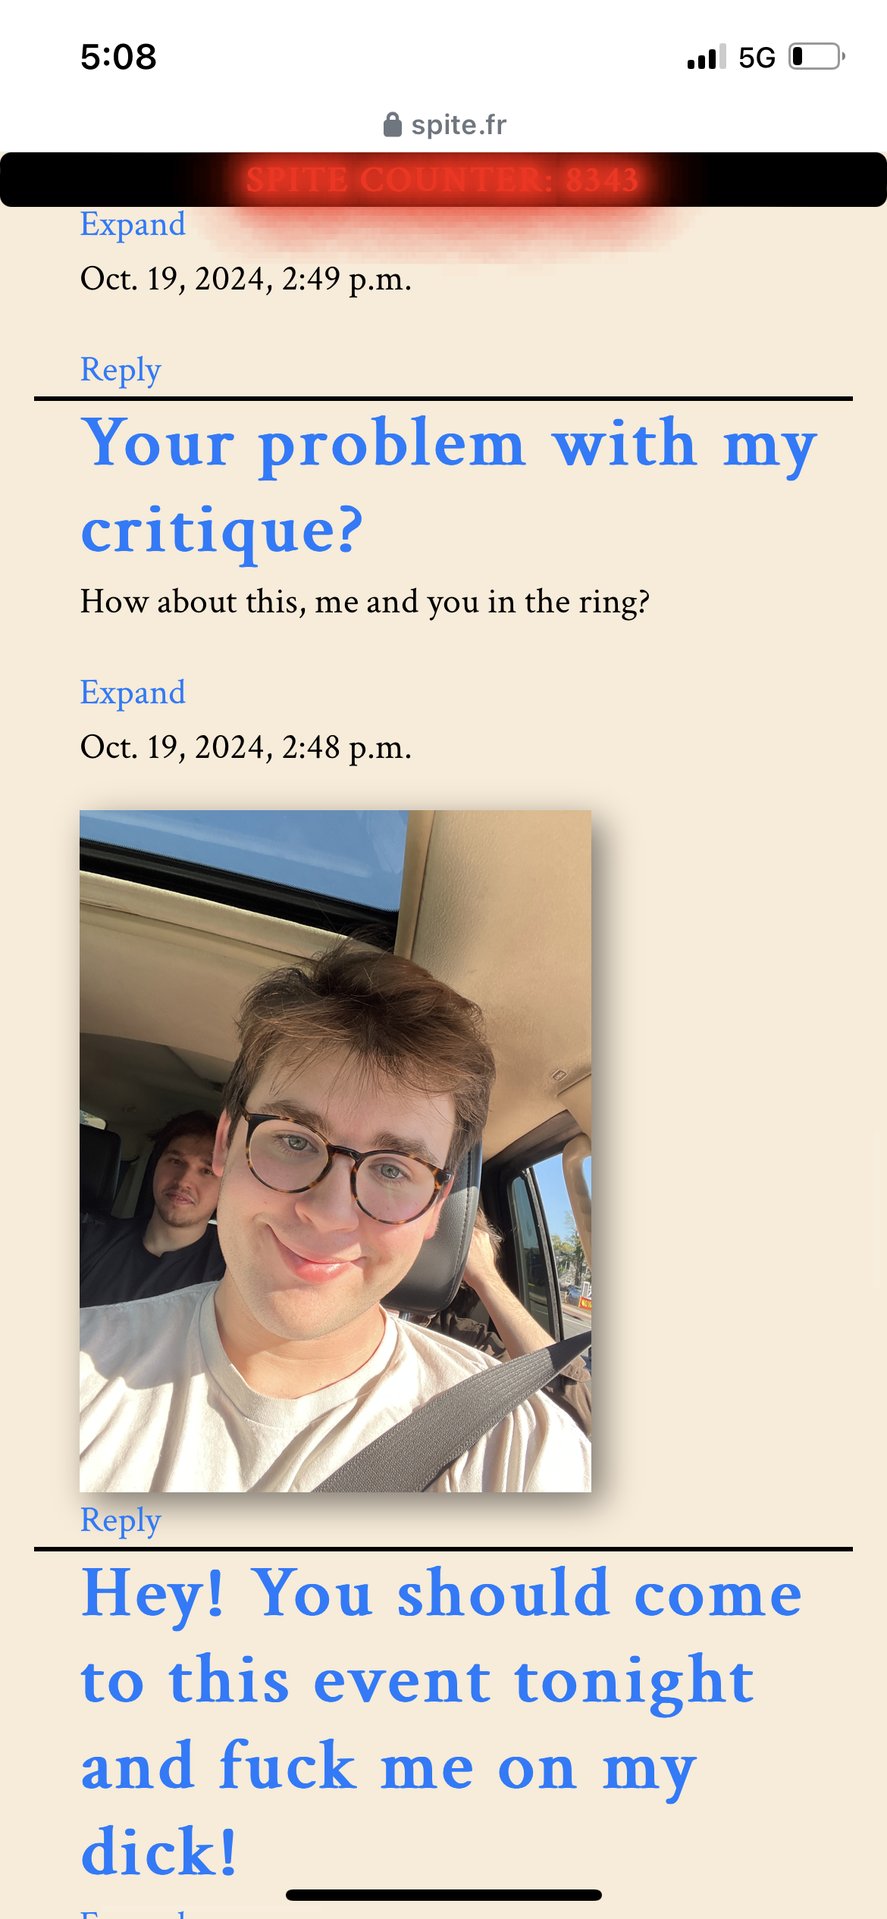 5:08
5G
spite.fr
SPITE COUNTER: 8343
Expand
Oct. 19, 2024, 2:49 p.m.
Reply
Your problem with my
critique?
How about this, me and you in the ring?
Expand
Oct. 19, 2024, 2:48 p.m.
Reply
Hey! You should come
to this event tonight
and fuck me on my
dick!